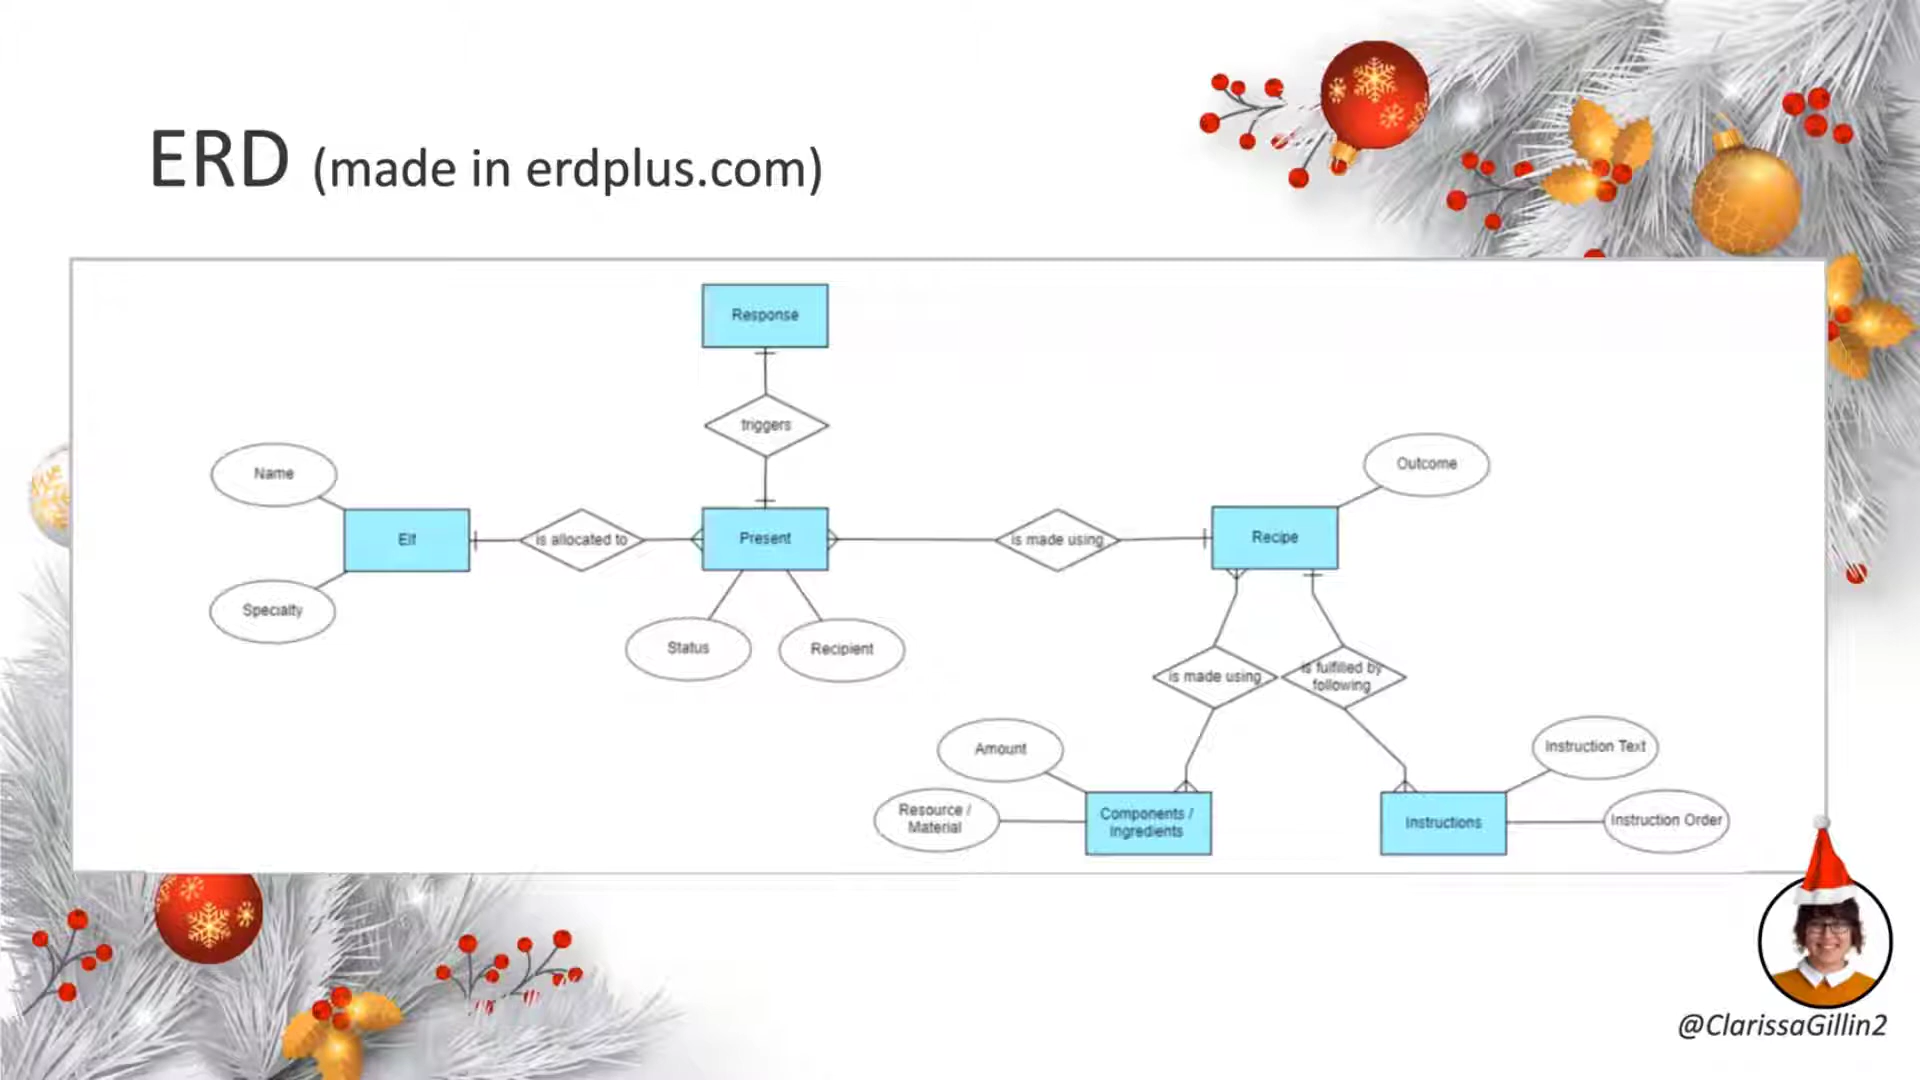 ERD (made in erdplus.com)
Response
triggers
Name
Outcome
Elf
is allocated to
Present
is made using
Recipe
Specialty
Status
Recipient
is made using
is fulfilled by
following
Amount
Instruction Text
Resource /
Material
Components /
Ingredients
Instructions
Instruction Order
@ClarissaGillin2